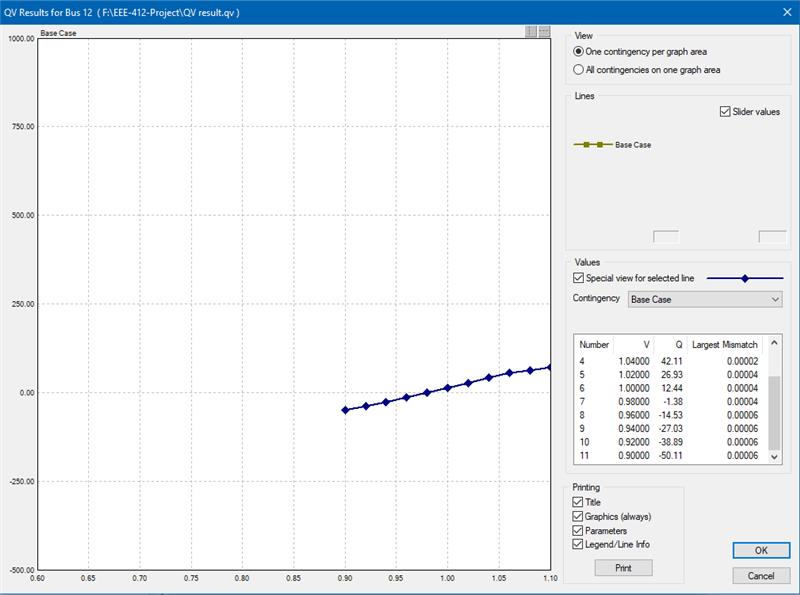 QV Results for Bus 12 ( F:\EEE-412-Project\QV result.qv )
Base Case
1000.00
750.00
500.00
250.00
0.00
-250.00
-500.00
0.60 0.65 0.70 0.75 0.80 0.85 0.90 0.95 1.00 1.05 1.10
View
One contingency per graph area
All contingencies on one graph area
Lines
Slider values
Base Case
Values
Special view for selected line
Contingency Base Case
Number V Q Largest Mismatch
4 1.04000 42.11 0.00002
5 1.02000 26.93 0.00004
6 1.00000 12.44 0.00006
7 0.98000 -1.38 0.00004
8 0.96000 -14.53 0.00006
9 0.94000 -27.03 0.00006
10 0.92000 -38.89 0.00006
11 0.90000 -50.11 0.00006
Printing
Title
Graphics (always)
Parameters
Legend/Line Info
Print
OK
Cancel